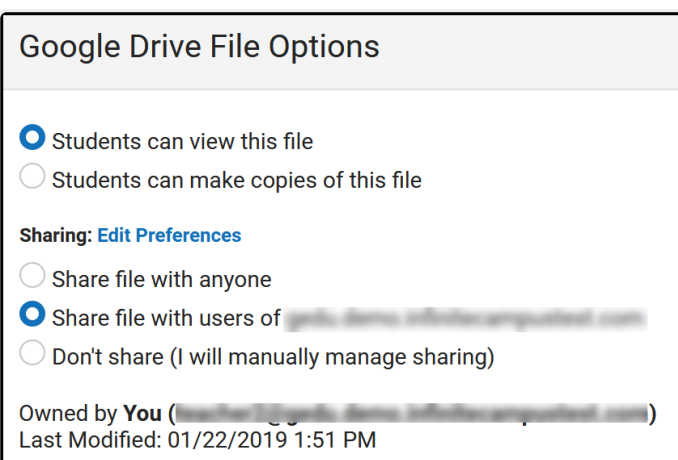 Google Drive File Options
Students can view this file
Students can make copies of this file
Sharing: Edit Preferences
Share file with anyone
Share file with users of
Don't share (I will manually manage sharing)
Owned by You ( )
Last Modified: 01/22/2019 1:51 PM